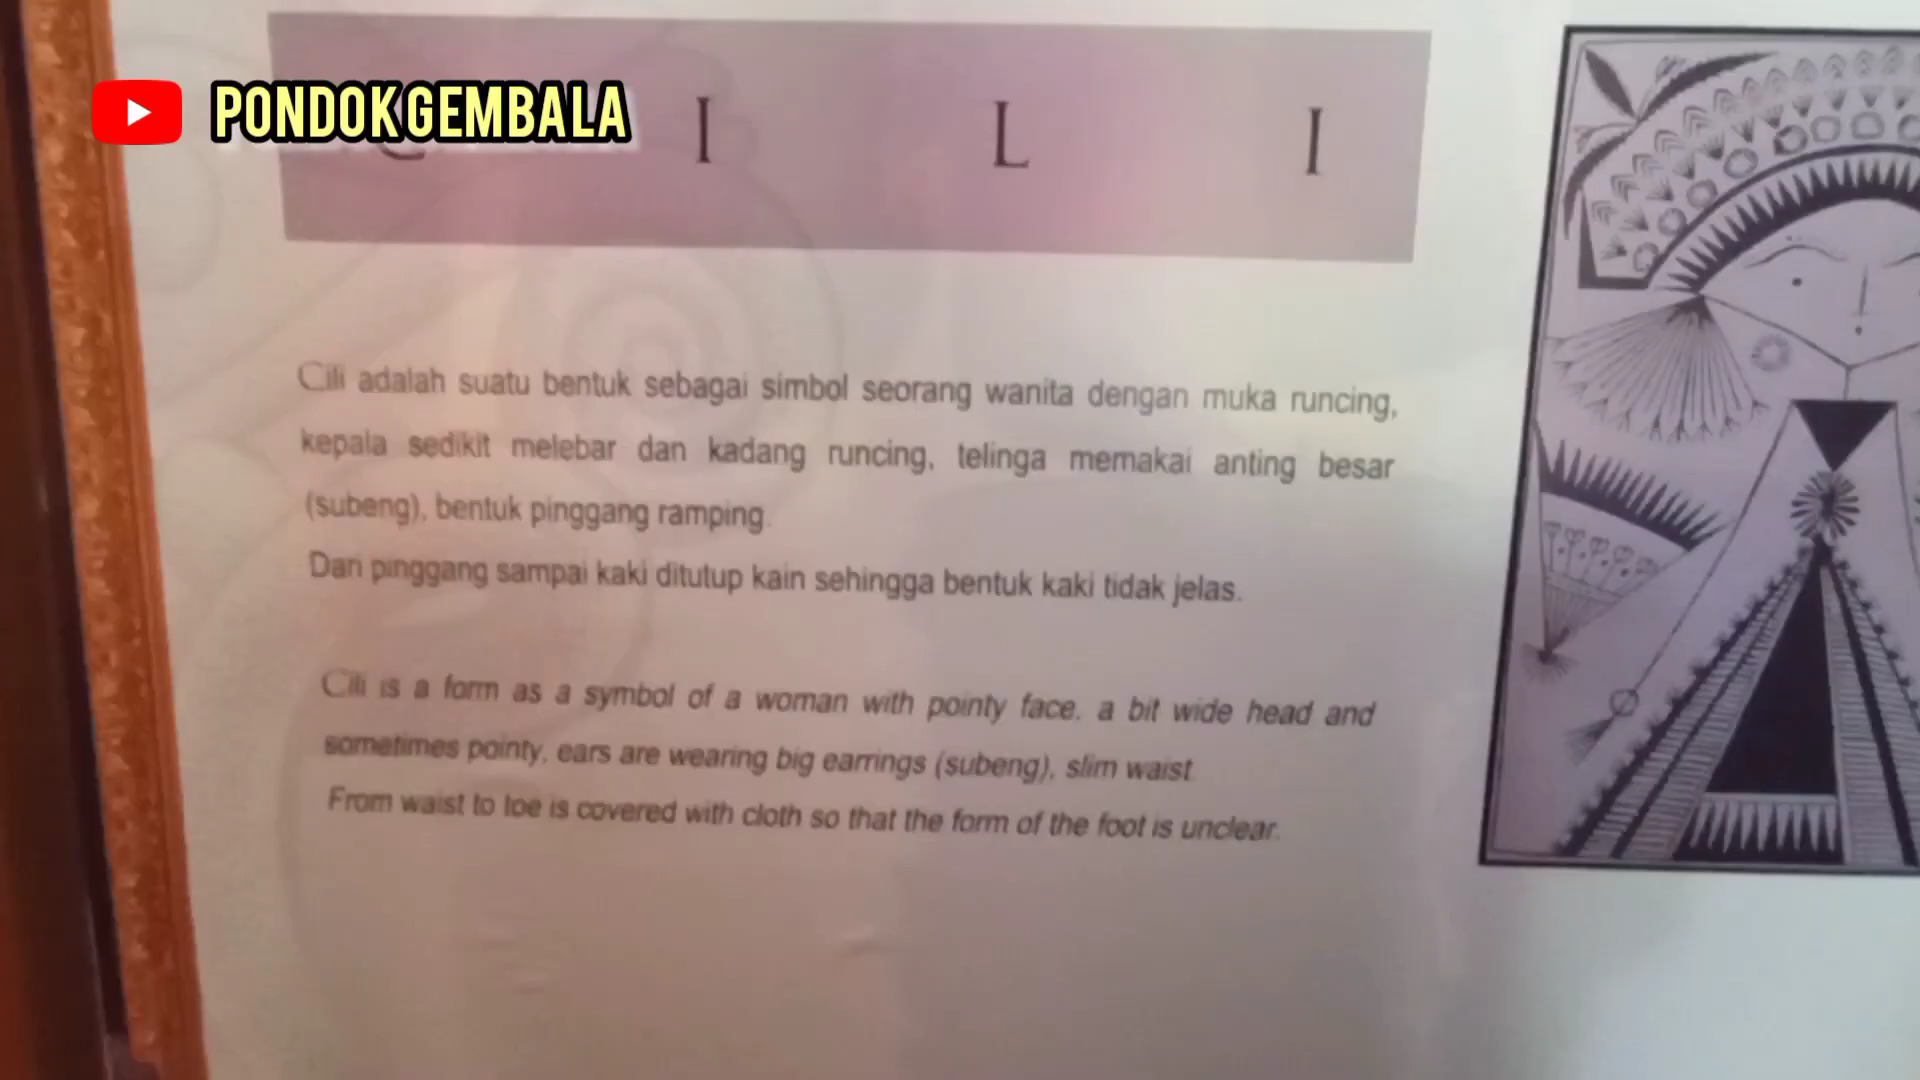 PONDOK GEMBALA
C I L I
Cili adalah suatu bentuk sebagai simbol seorang wanita dengan muka runcing,
kepala sedikit melebar dan kadang runcing, telinga memakai anting besar
(subeng), bentuk pinggang ramping.
Dari pinggang sampai kaki ditutup kain sehingga bentuk kaki tidak jelas.
Cili is a form as a symbol of a woman with pointy face, a bit wide head and
sometimes pointy, ears are wearing big earrings (subeng), slim waist.
From waist to toe is covered with cloth so that the form of the foot is unclear.